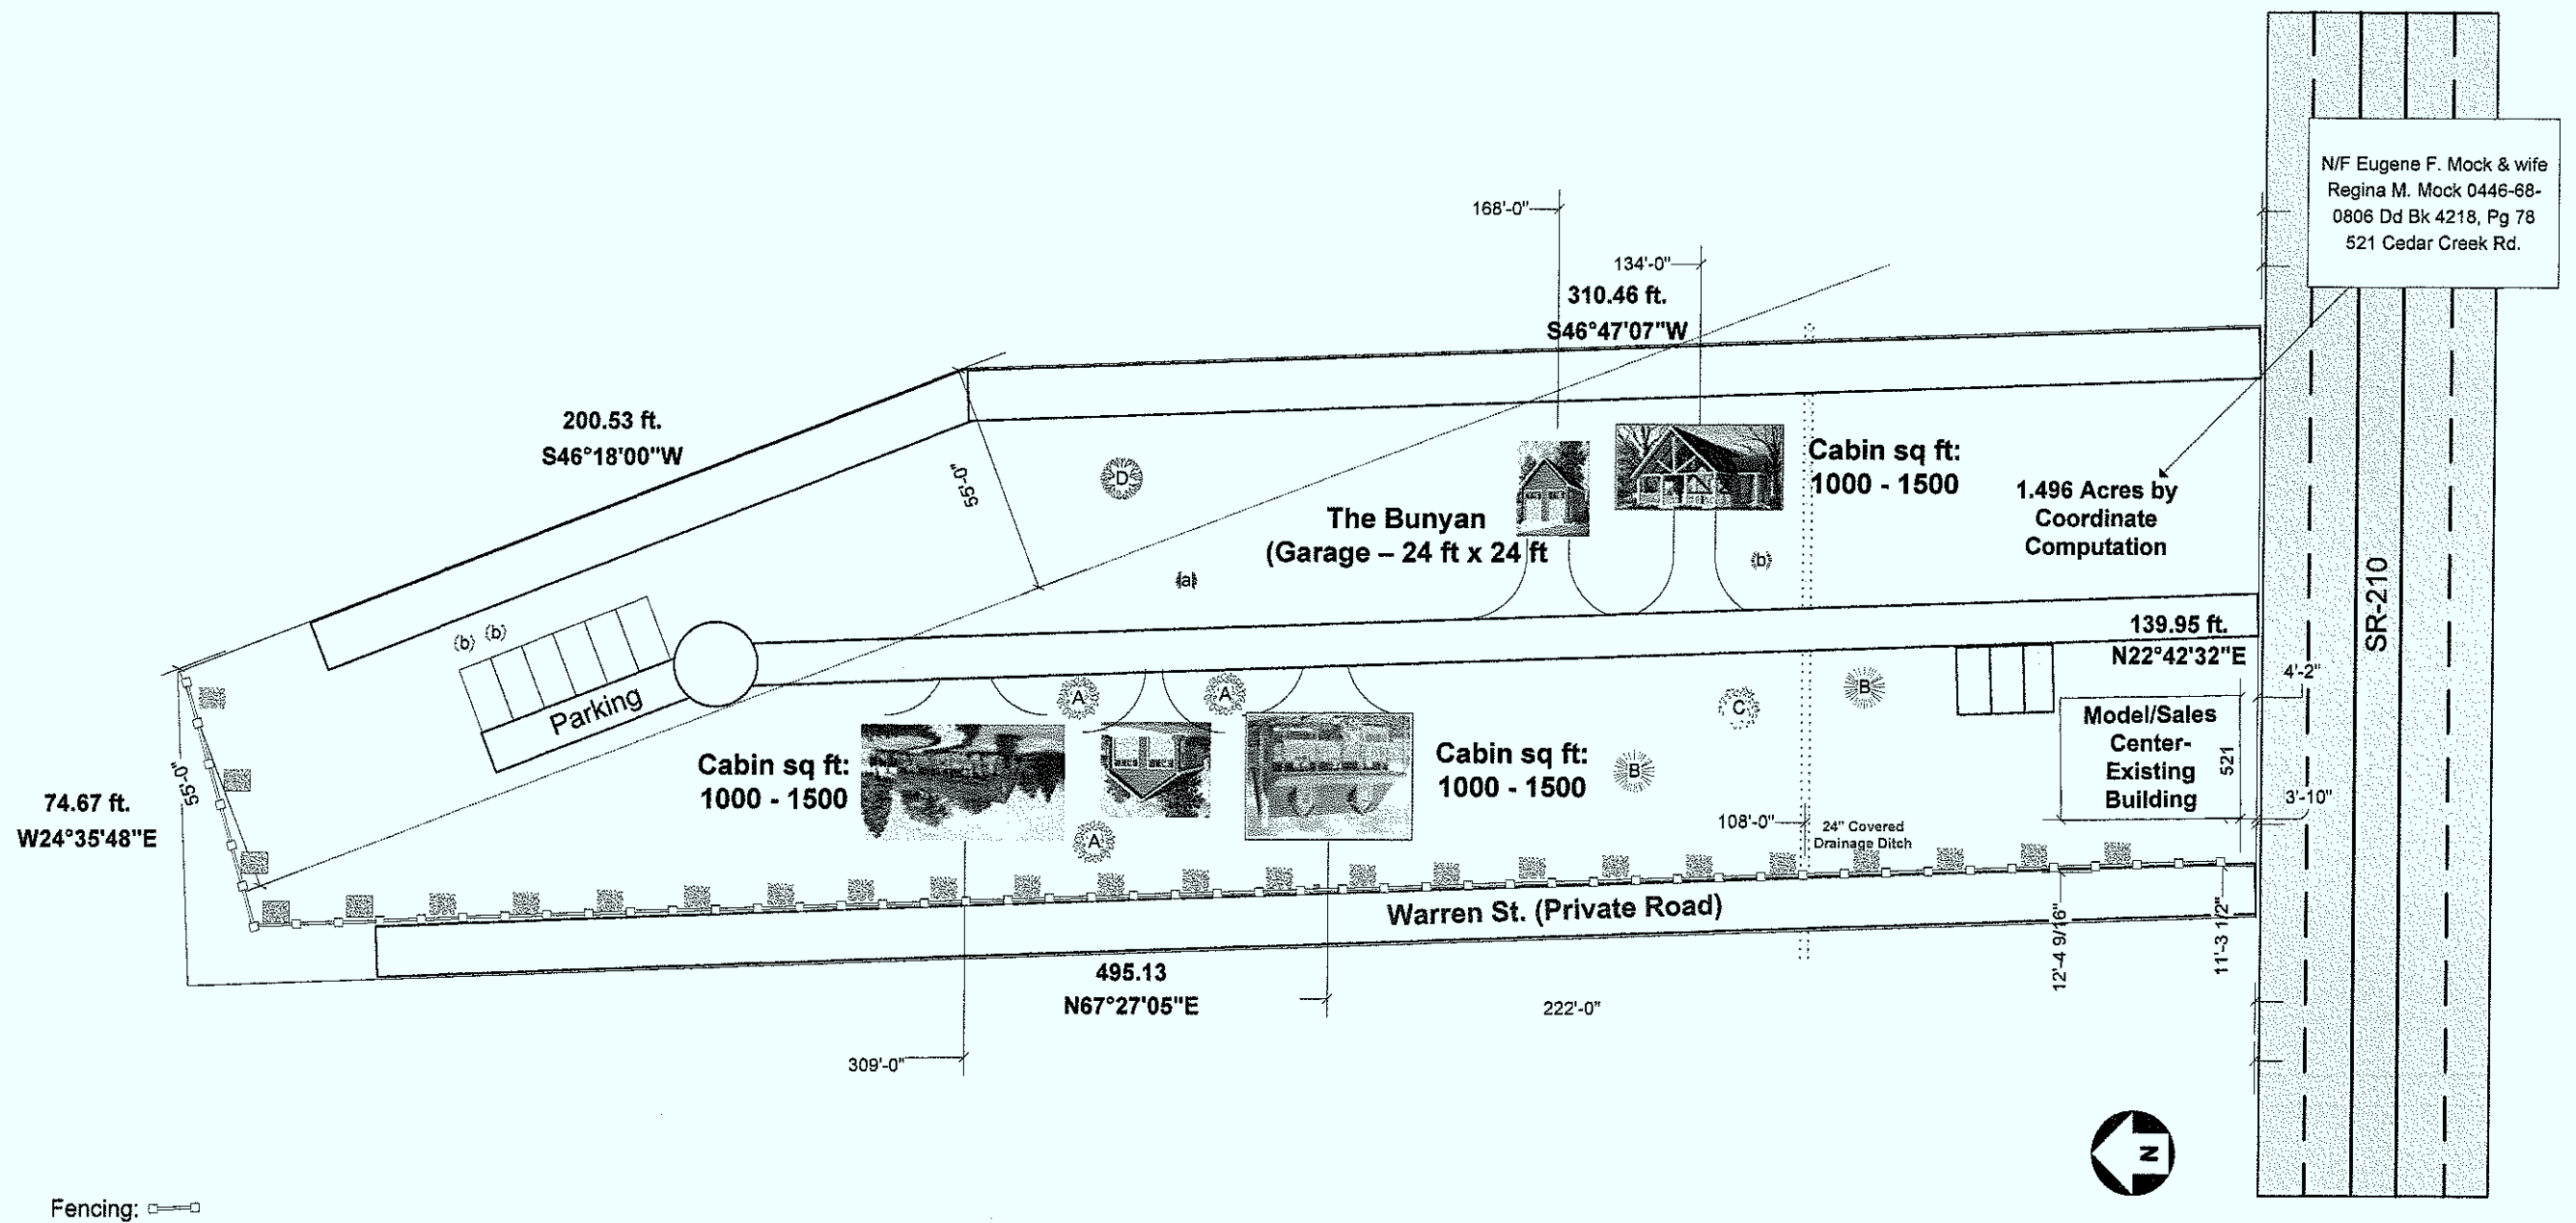 N/F Eugene F. Mock & wife
Regina M. Mock 0446-68-
0806 Dd Bk 4218, Pg 78
521 Cedar Creek Rd.
168'-0"
134'-0"
310.46 ft.
S46°47'07"W
200.53 ft.
S46°18'00"W
55'-0"
D
Cabin sq ft:
1000 - 1500
The Bunyan
(Garage – 24 ft x 24 ft
1.496 Acres by
Coordinate
Computation
(a)
(b)
(b)
(b)
SR-210
139.95 ft.
N22°42'32"E
4'-2"
Parking
A
A
B
C
Model/Sales
Center-
Existing
Building
521
3'-10"
Cabin sq ft:
1000 - 1500
Cabin sq ft:
1000 - 1500
B
A
55'-0"
74.67 ft.
W24°35'48"E
108'-0"
24" Covered
Drainage Ditch
Warren St. (Private Road)
12'-4 9/16"
11'-3 1/2"
495.13
N67°27'05"E
222'-0"
309'-0"
N
Fencing: